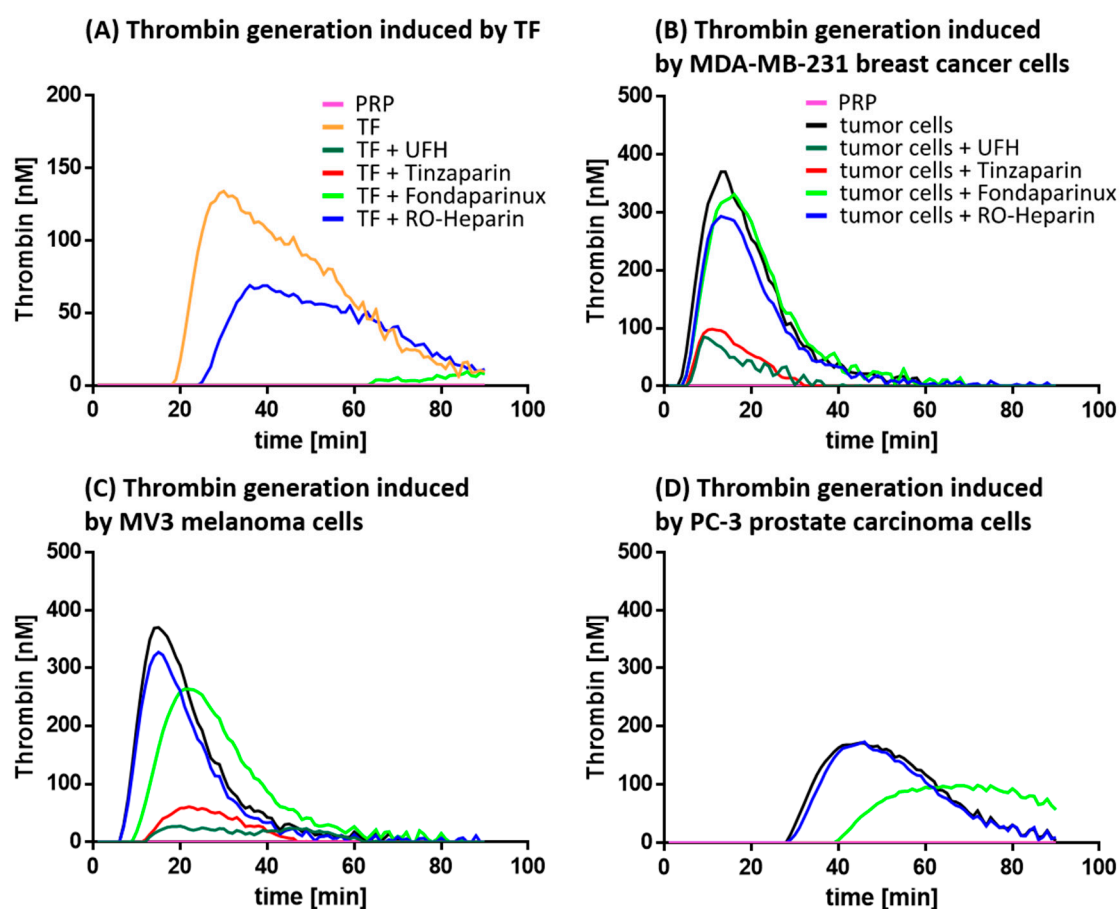 (A) Thrombin generation induced by TF
200
150
100
50
0
Thrombin [nM]
PRP
TF
TF + UFH
TF + Tinzaparin
TF + Fondaparinux
TF + RO-Heparin
0 20 40 60 80 100
time [min]
(B) Thrombin generation induced
by MDA-MB-231 breast cancer cells
500
400
300
200
100
0
Thrombin [nM]
PRP
tumor cells
tumor cells + UFH
tumor cells + Tinzaparin
tumor cells + Fondaparinux
tumor cells + RO-Heparin
0 20 40 60 80 100
time [min]
(C) Thrombin generation induced
by MV3 melanoma cells
500
400
300
200
100
0
Thrombin [nM]
0 20 40 60 80 100
time [min]
(D) Thrombin generation induced
by PC-3 prostate carcinoma cells
500
400
300
200
100
0
Thrombin [nM]
0 20 40 60 80 100
time [min]